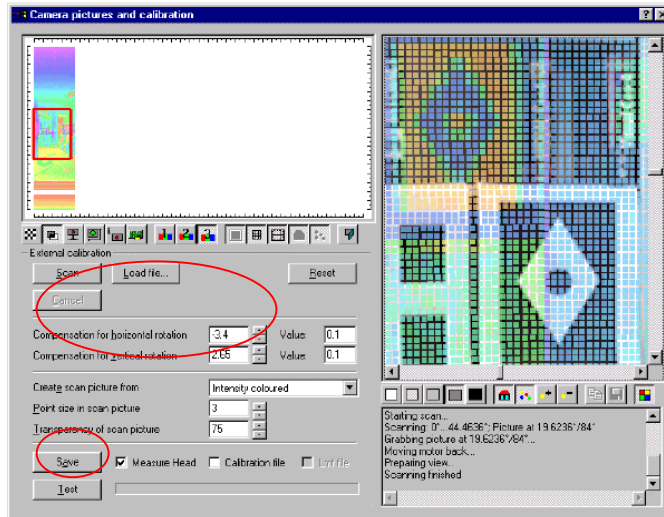 Camera pictures and calibration
External calibration
Scan
Load file...
Reset
Cancel
Compensation for horizontal rotation
-3.4
Value:
0.1
Compensation for vertical rotation
2.65
Value:
0.1
Create scan picture from
Intensity coloured
Point size in scan picture
3
Transparency of scan picture
75
Save
Measure Head
Calibration file
Lmf file
Test
Starting scan...
Scanning: 0°...44.4636°; Picture at 19.6236°/84°
Grabbing picture at 19.6236°/84°...
Moving motor back...
Preparing view...
Scanning finished